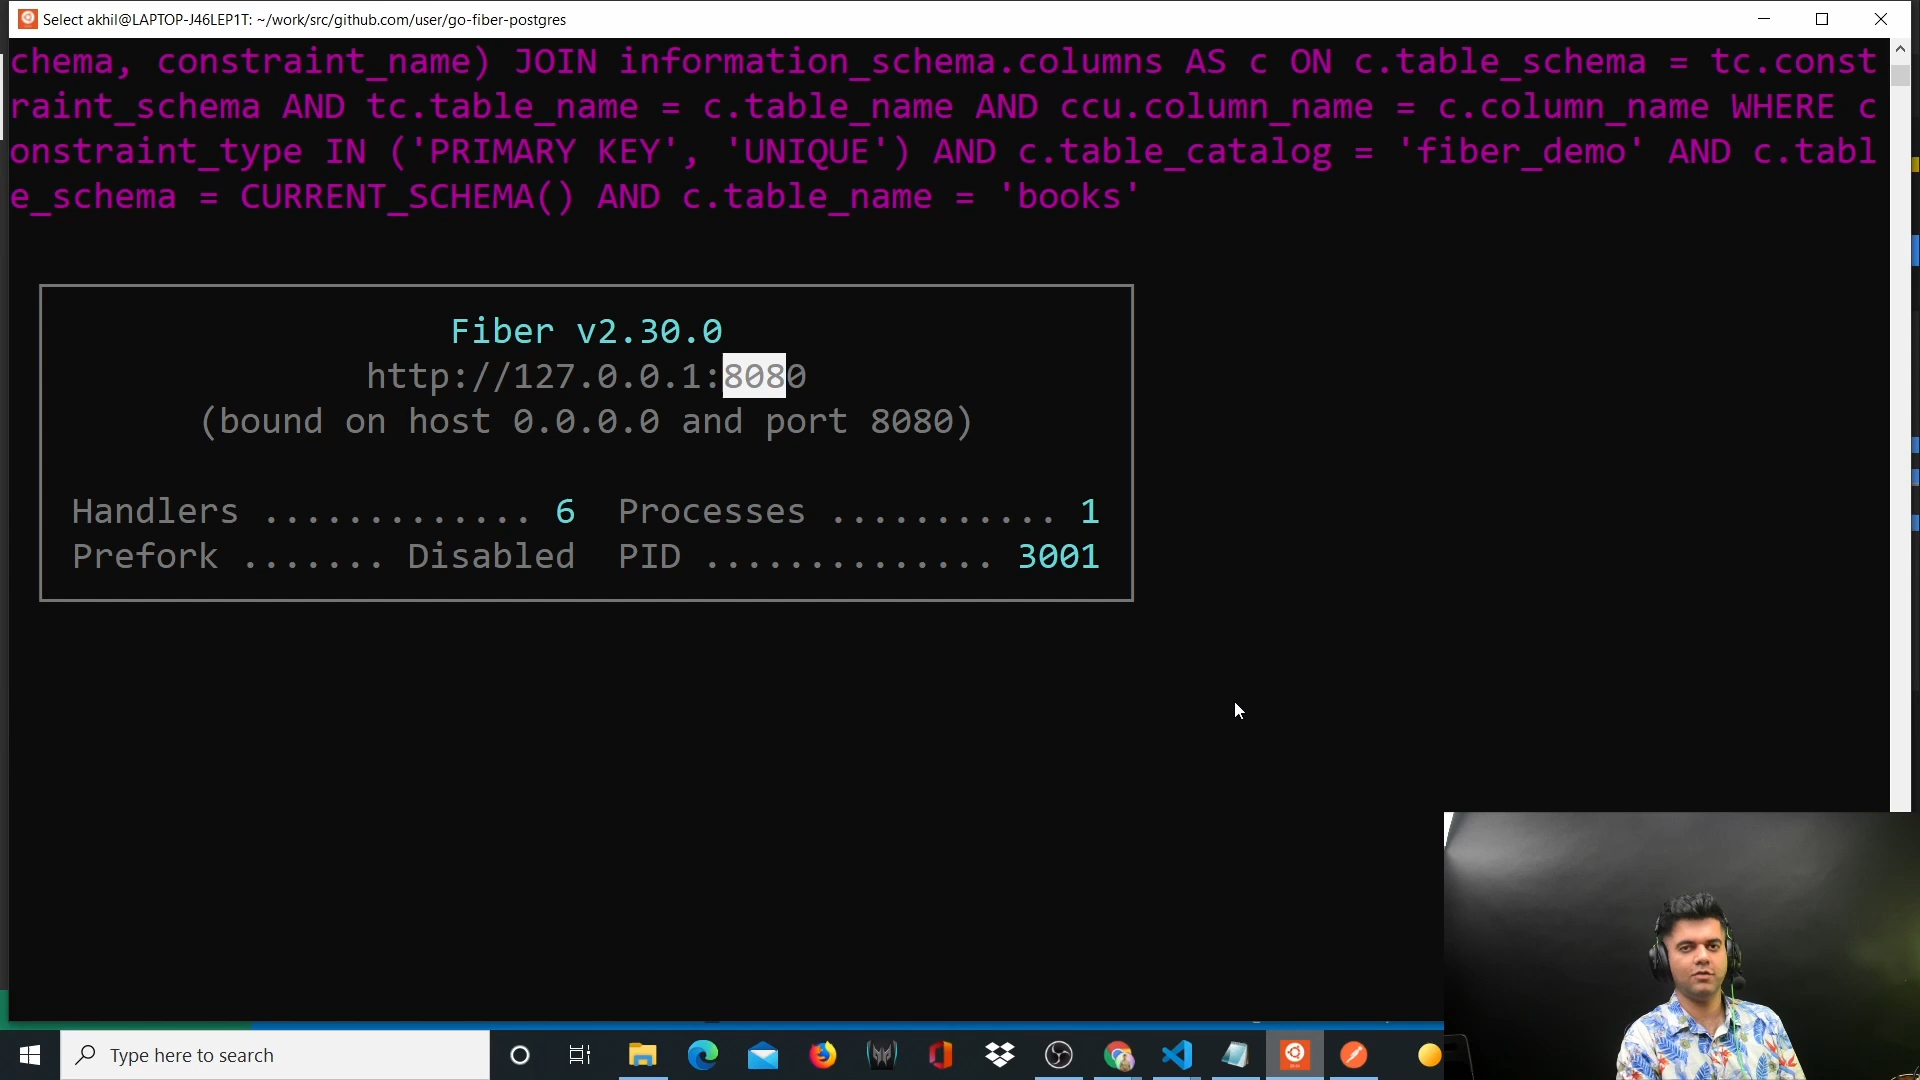 Select akhil@LAPTOP-J46LEP1T: ~/work/src/github.com/user/go-fiber-postgres
chema, constraint_name) JOIN information_schema.columns AS c ON c.table_schema = tc.const
raint_schema AND tc.table_name = c.table_name AND ccu.column_name = c.column_name WHERE c
onstraint_type IN ('PRIMARY KEY', 'UNIQUE') AND c.table_catalog = 'fiber_demo' AND c.tabl
e_schema = CURRENT_SCHEMA() AND c.table_name = 'books'
Fiber v2.30.0
http://127.0.0.1:8080
(bound on host 0.0.0.0 and port 8080)
Handlers ............. 6  Processes ........... 1
Prefork ....... Disabled  PID .............. 3001
Type here to search